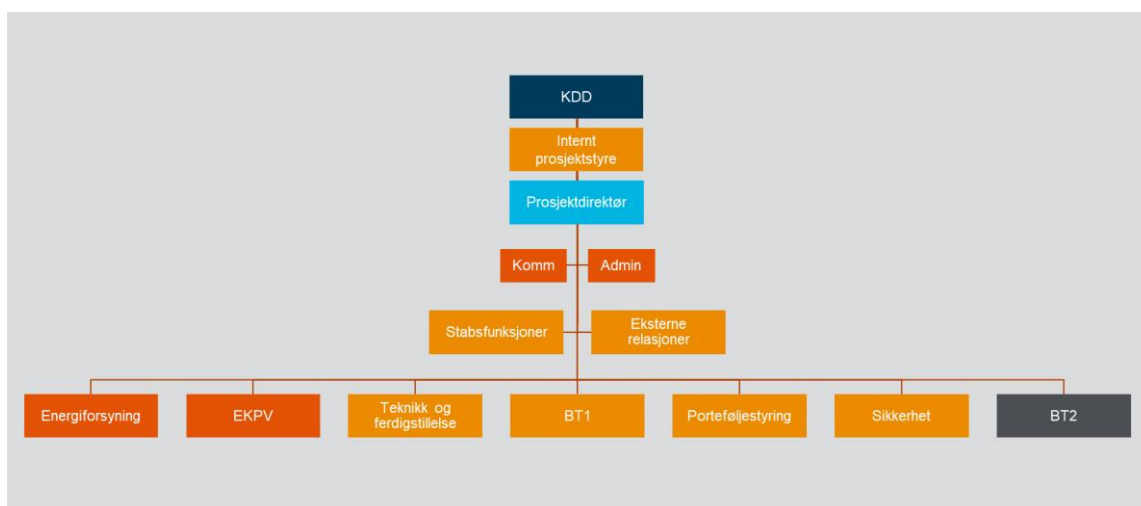 KDD
Internt
prosjektstyre
Prosjektdirektør
Komm
Admin
Stabsfunksjoner
Eksterne
relasjoner
Energiforsyning
EKPV
Teknikk og
ferdigstillelse
BT1
Porteføljestyring
Sikkerhet
BT2